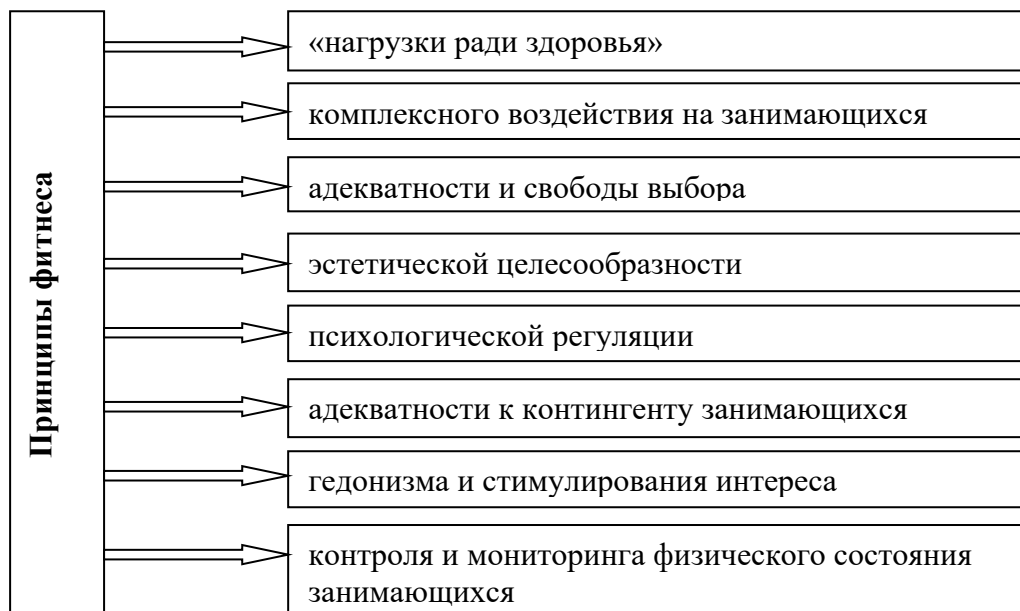 Принципы фитнеса
«нагрузки ради здоровья»
комплексного воздействия на занимающихся
адекватности и свободы выбора
эстетической целесообразности
психологической регуляции
адекватности к контингенту занимающихся
гедонизма и стимулирования интереса
контроля и мониторинга физического состояния
занимающихся